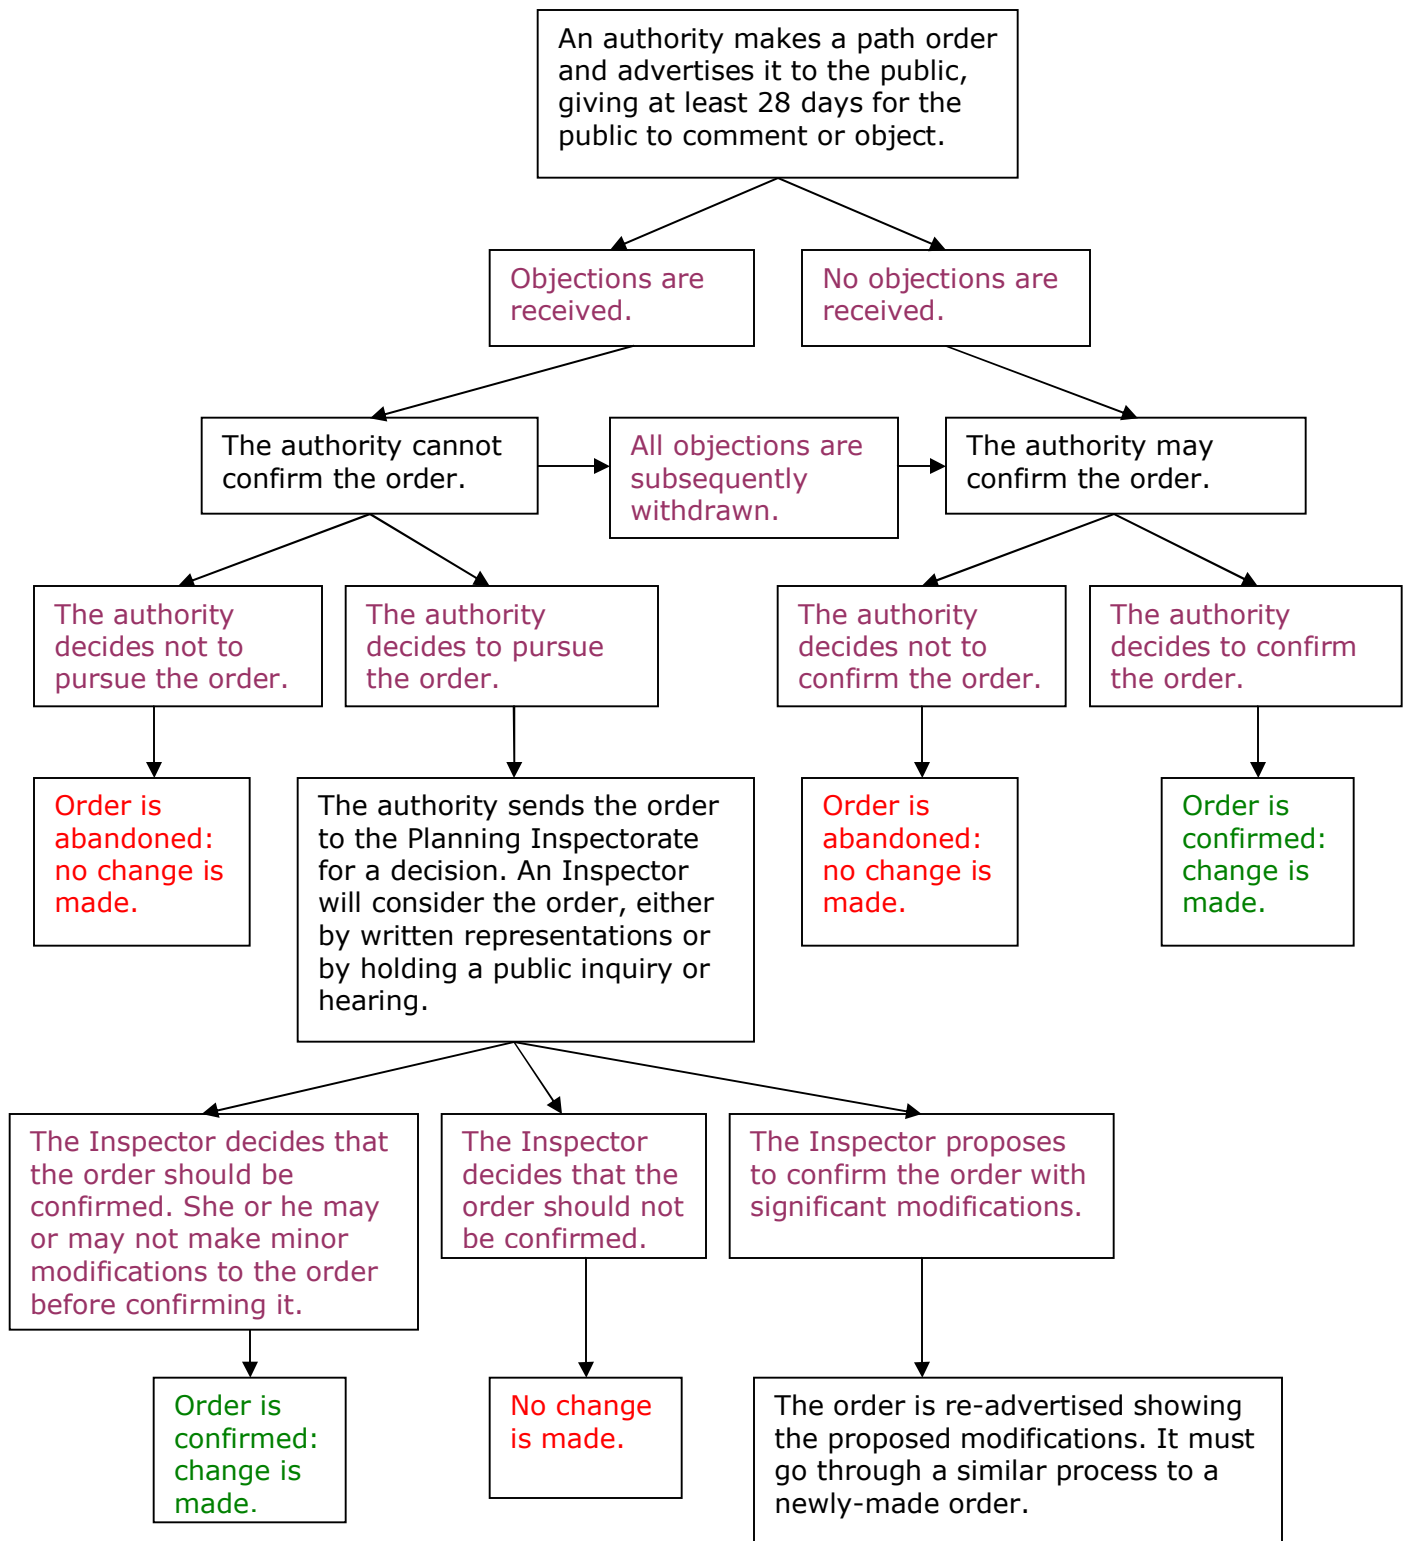 An authority makes a path order
and advertises it to the public,
giving at least 28 days for the
public to comment or object.
Objections are
received.
No objections are
received.
The authority cannot
confirm the order.
All objections are
subsequently
withdrawn.
The authority may
confirm the order.
The authority
decides not to
pursue the order.
The authority
decides to pursue
the order.
The authority
decides not to
confirm the order.
The authority
decides to confirm
the order.
Order is
abandoned:
no change is
made.
The authority sends the order
to the Planning Inspectorate
for a decision. An Inspector
will consider the order, either
by written representations or
by holding a public inquiry or
hearing.
Order is
abandoned:
no change is
made.
Order is
confirmed:
change is
made.
The Inspector decides that
the order should be
confirmed. She or he may
or may not make minor
modifications to the order
before confirming it.
The Inspector
decides that the
order should not
be confirmed.
The Inspector proposes
to confirm the order with
significant modifications.
Order is
confirmed:
change is
made.
No change
is made.
The order is re-advertised showing
the proposed modifications. It must
go through a similar process to a
newly-made order.